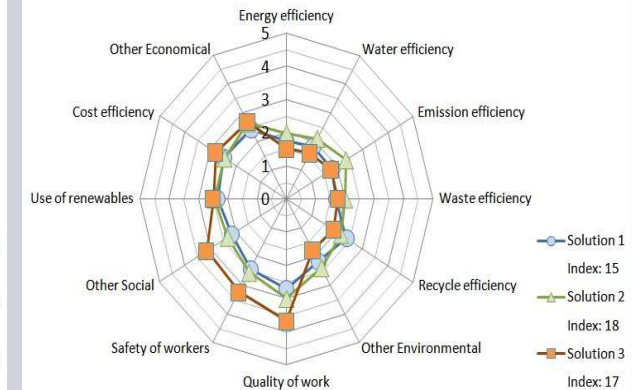 Energy efficiency
5
Other Economical
Water efficiency
4
3
Cost efficiency
2
Emission efficiency
1
Use of renewables
0
Waste efficiency
Solution 1
Index: 15
Other Social
Recycle efficiency
Solution 2
Index: 18
Safety of workers
Other Environmental
Solution 3
Quality of work
Index: 17